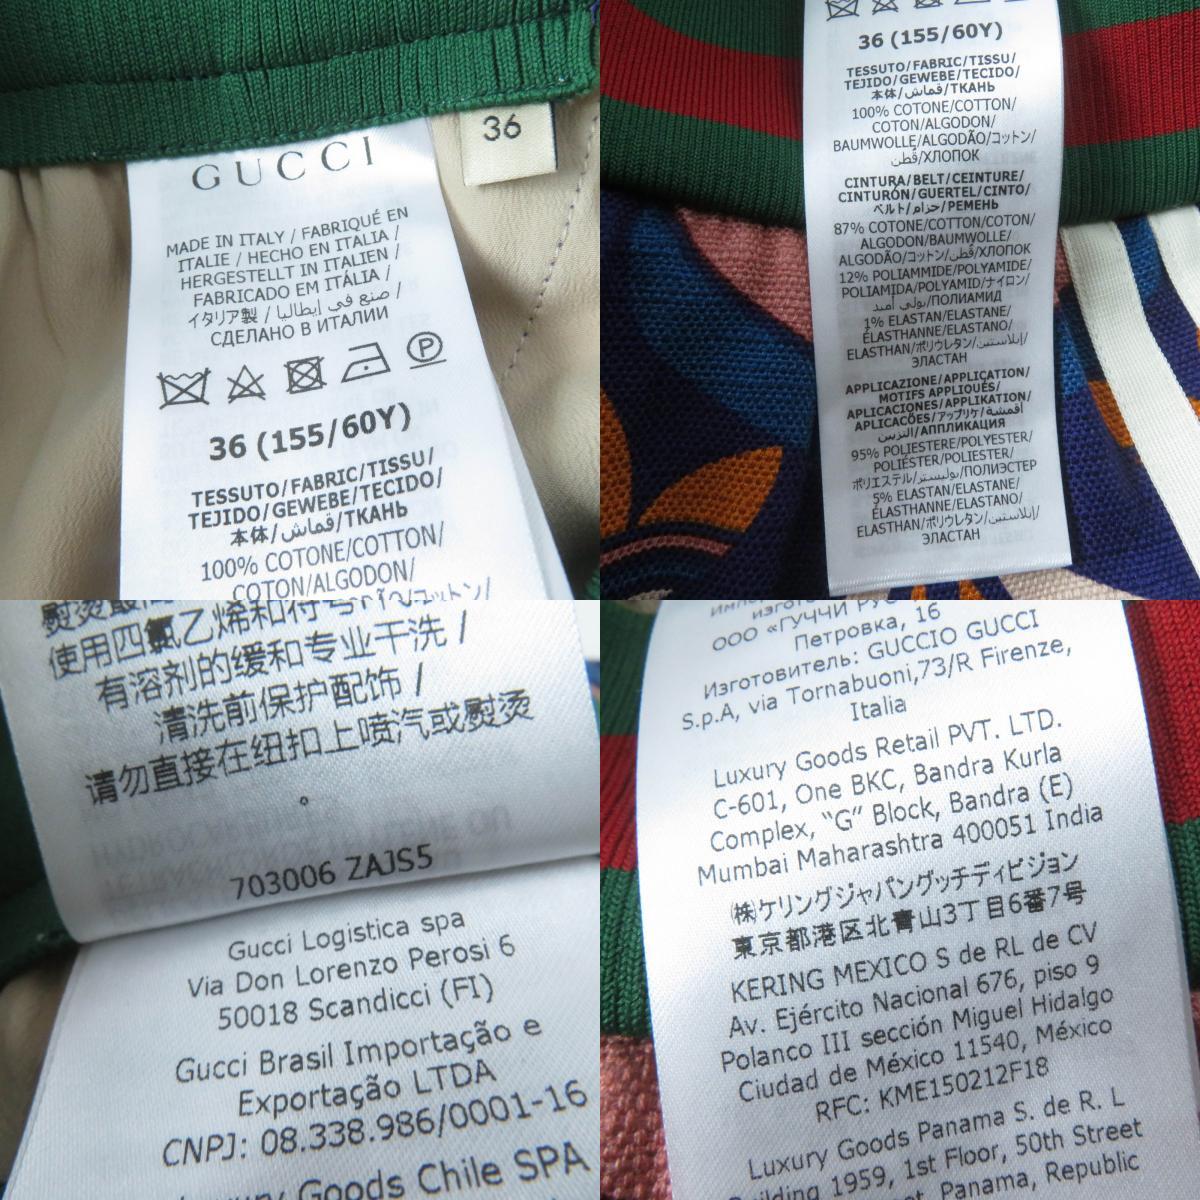 GUCCI
36
MADE IN ITALY / FABRIQUÉ EN
ITALIE / HECHO EN ITALIA /
HERGESTELLT IN ITALIEN /
FABRICADO EM ITÁLIA /
イタリア製 / صنع في إيطاليا /
СДЕЛАНО В ИТАЛИИ
P
36 (155/60Y)
TESSUTO/FABRIC/TISSU/
TEJIDO/GEWEBE/TECIDO/
本体/قماش/ТКАНЬ
100% COTONE/COTTON/
COTON/ALGODON/
36 (155/60Y)
TESSUTO/FABRIC/TISSU/
TEJIDO/GEWEBE/TECIDO/
本体/قماش/ТКАНЬ
100% COTONE/COTTON/
COTON/ALGODON/
BAUMWOLLE/ALGODÃO/コットン/
قطن/ХЛОПОК
CINTURA/BELT/CEINTURE/
CINTURÓN/GUERTEL/CINTO/
ベルト/حزام/РЕМЕНЬ
87% COTONE/COTTON/COTON/
ALGODON/BAUMWOLLE/
ALGODÃO/コットン/قطن/ХЛОПОК
12% POLIAMMIDE/POLYAMIDE/
POLIAMIDA/POLYAMID/ナイロン/
بولي أميد/ПОЛИАМИД
1% ELASTAN/ELASTANE/
ÉLASTHANNE/ELASTANO/
ELASTHAN/ポリウレタン/إيلاستين/
ЭЛАСТАН
APPLICAZIONE/APPLICATION/
MOTIFS APPLIQUÉS/
APLICACIONES/APPLIKATION/
APLICAÇÕES/アップリケ/أقمشة
التزيين/АППЛИКАЦИЯ
95% POLIESTERE/POLYESTER/
POLIÉSTER/POLYESTER/
ポリエステル/بوليستر/ПОЛИЭСТЕР
5% ELASTAN/ELASTANE/
ÉLASTHANNE/ELASTANO/
ELASTHAN/ポリウレタン/إيلاستين/
ЭЛАСТАН
使用四氯乙烯和符号
有溶剂的缓和专业干洗 /
清洗前保护配饰 /
请勿直接在纽扣上喷汽或熨烫
。
703006 ZAJS5
Gucci Logistica spa
Via Don Lorenzo Perosi 6
50018 Scandicci (FI)
Gucci Brasil Importação e
Exportação LTDA
CNPJ: 08.338.986/0001-16
Luxury Goods Chile SPA
ООО «ГУЧЧИ РУС
Петровка, 16
Изготовитель: GUCCIO GUCCI
S.p.A, via Tornabuoni,73/R Firenze,
Italia
Luxury Goods Retail PVT. LTD.
C-601, One BKC, Bandra Kurla
Complex, "G" Block, Bandra (E)
Mumbai Maharashtra 400051 India
㈱ケリングジャパングッチディビジョン
東京都港区北青山3丁目6番7号
KERING MEXICO S de RL de CV
Av. Ejército Nacional 676, piso 9
Polanco III sección Miguel Hidalgo
Ciudad de México 11540, México
RFC: KME150212F18
Luxury Goods Panama S. de R. L
Building 1959, 1st Floor, 50th Street
Panama, Republic